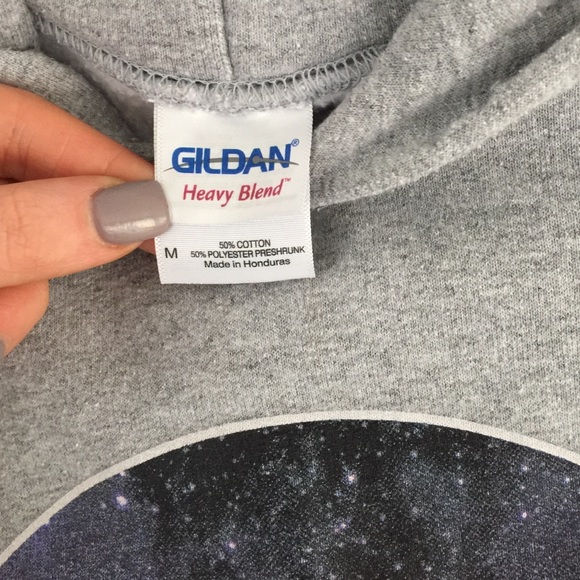 GILDAN®
Heavy Blend™
M
50% COTTON
50% POLYESTER PRESHRUNK
Made in Honduras